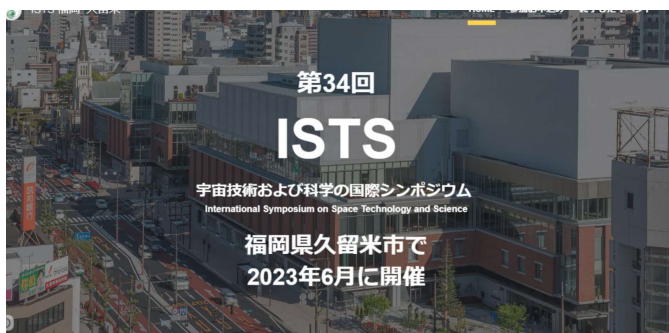 第34回
ISTS
宇宙技術および科学の国際シンポジウム
International Symposium on Space Technology and Science
福岡県久留米市で
2023年6月に開催